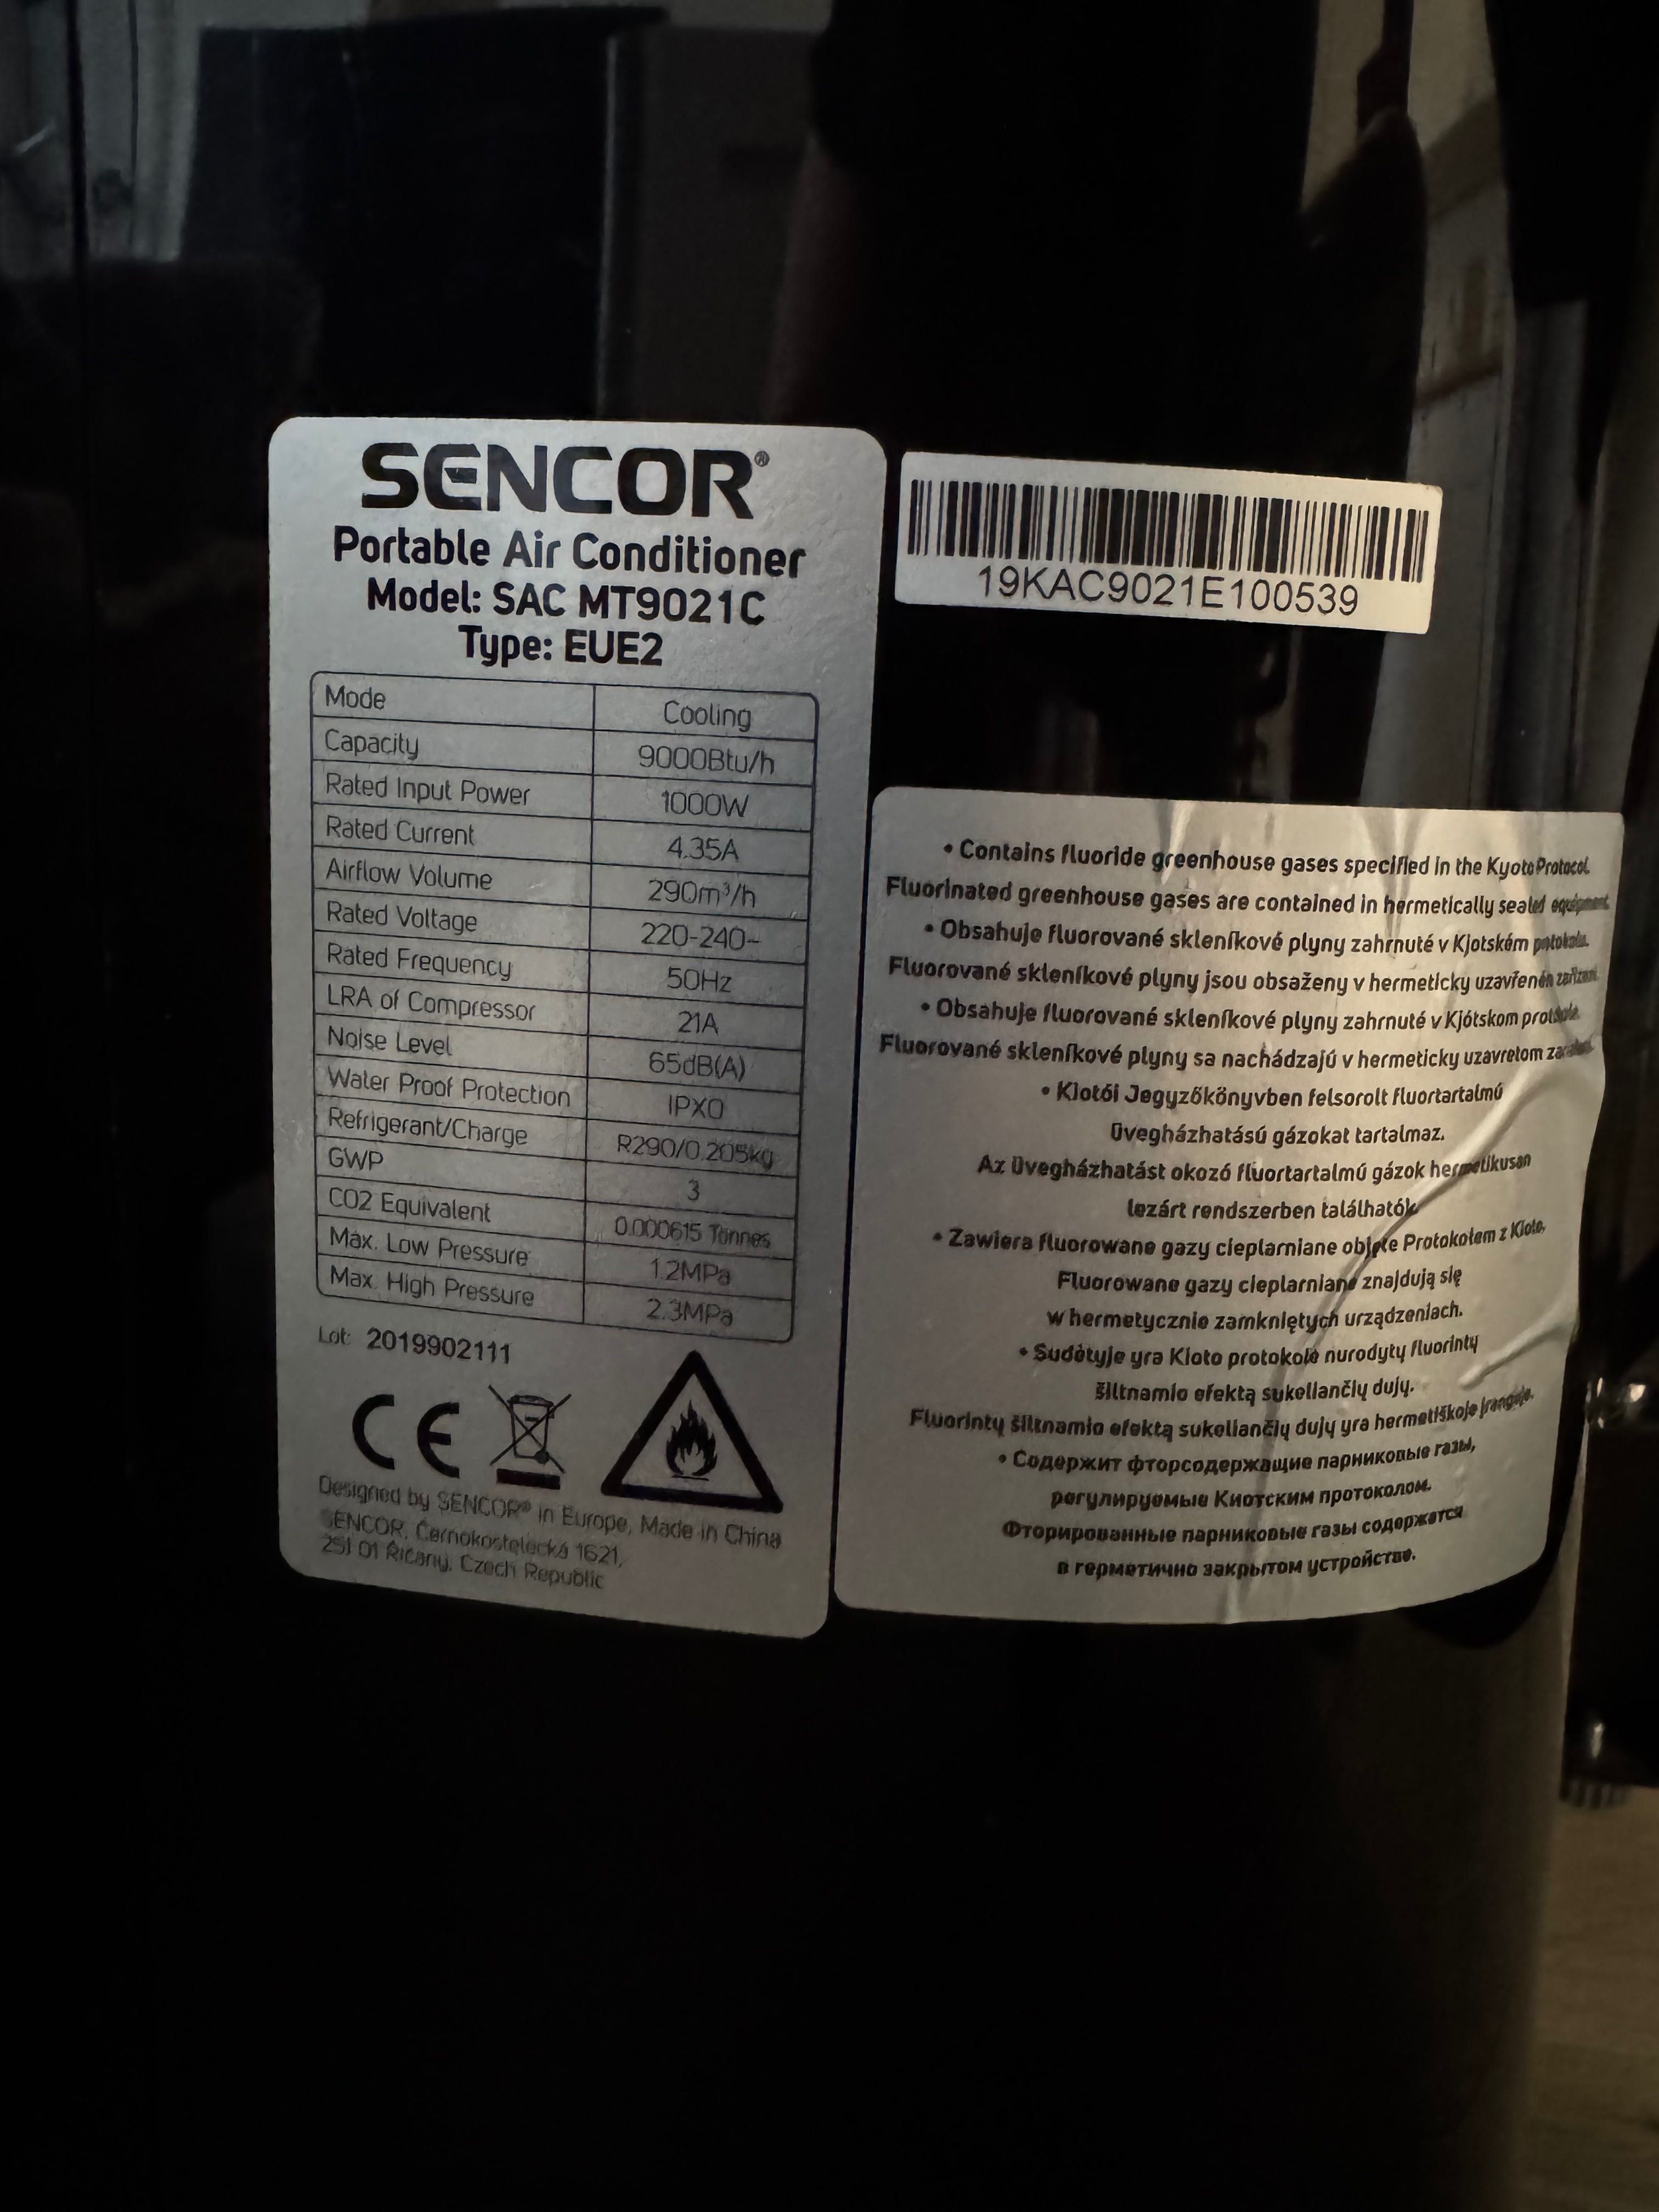 SENCOR®
Portable Air Conditioner
Model: SAC MT9021C
Type: EUE2
Mode Cooling
Capacity 9000Btu/h
Rated Input Power 1000W
Rated Current 4.35A
Airflow Volume 290m³/h
Rated Voltage 220-240~
Rated Frequency 50Hz
LRA of Compressor 21A
Noise Level 65dB(A)
Water Proof Protection IPX0
Refrigerant/Charge R290/0.205kg
GWP 3
CO2 Equivalent 0.000615 Tonnes
Max. Low Pressure 1.2MPa
Max. High Pressure 2.3MPa
Lot: 2019902111
CE
Designed by SENCOR® in Europe, Made in China
SENCOR, Černokostelecká 1621,
251 01 Říčany, Czech Republic
19KAC9021E100539
• Contains fluoride greenhouse gases specified in the Kyoto Protocol.
Fluorinated greenhouse gases are contained in hermetically sealed equipment.
• Obsahuje fluorované skleníkové plyny zahrnuté v Kjotském
Fluorované skleníkové plyny jsou obsaženy v hermeticky uzavřeném zařízení.
• Obsahuje fluorované skleníkové plyny zahrnuté v Kjótskom
Fluorované skleníkové plyny sa nachádzajú v hermeticky uzavretom
• Kiotói Jegyzőkönyvben felsorolt fluortartalmú
üvegházhatású gázokat tartalmaz.
Az üvegházhatást okozó fluortartalmú gázok hermetikusan
lezárt rendszerben találhatók.
• Zawiera fluorowane gazy cieplarniane objęte Protokołem z Kioto.
Fluorowane gazy cieplarniane znajdują się
w hermetycznie zamkniętych urządzeniach.
• Sudėtyje yra Kioto protokole nurodytų fluorintų
šiltnamio efektą sukeliančių dujų.
Fluorintų šiltnamio efektą sukeliančių dujų yra hermetiškoje įrangoje.
• Содержит фторсодержащие парниковые газы,
регулируемые Киотским протоколом.
Фторированные парниковые газы содержатся
в герметично закрытом устройстве.